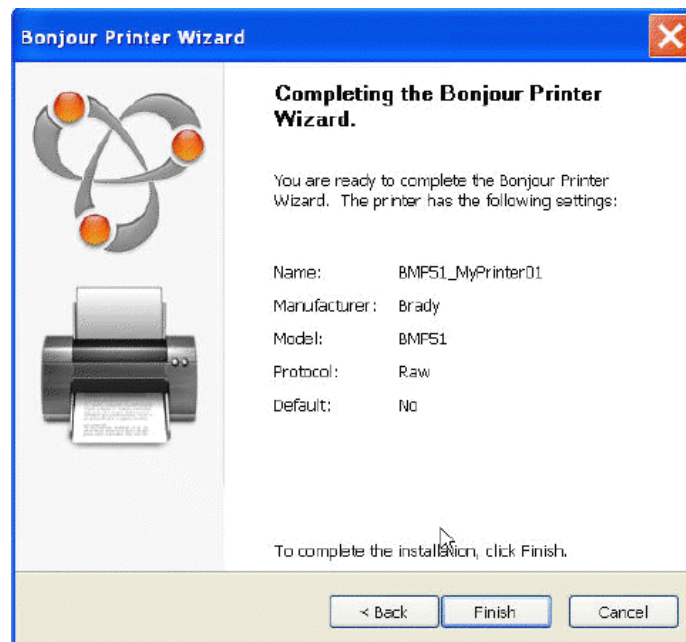 Bonjour Printer Wizard
Completing the Bonjour Printer
Wizard.
You are ready to complete the Bonjour Printer
Wizard. The printer has the following settings:
Name: BMP51_MyPrinter01
Manufacturer: Brady
Model: BMP51
Protocol: Raw
Default: No
To complete the installation, click Finish.
< Back Finish Cancel